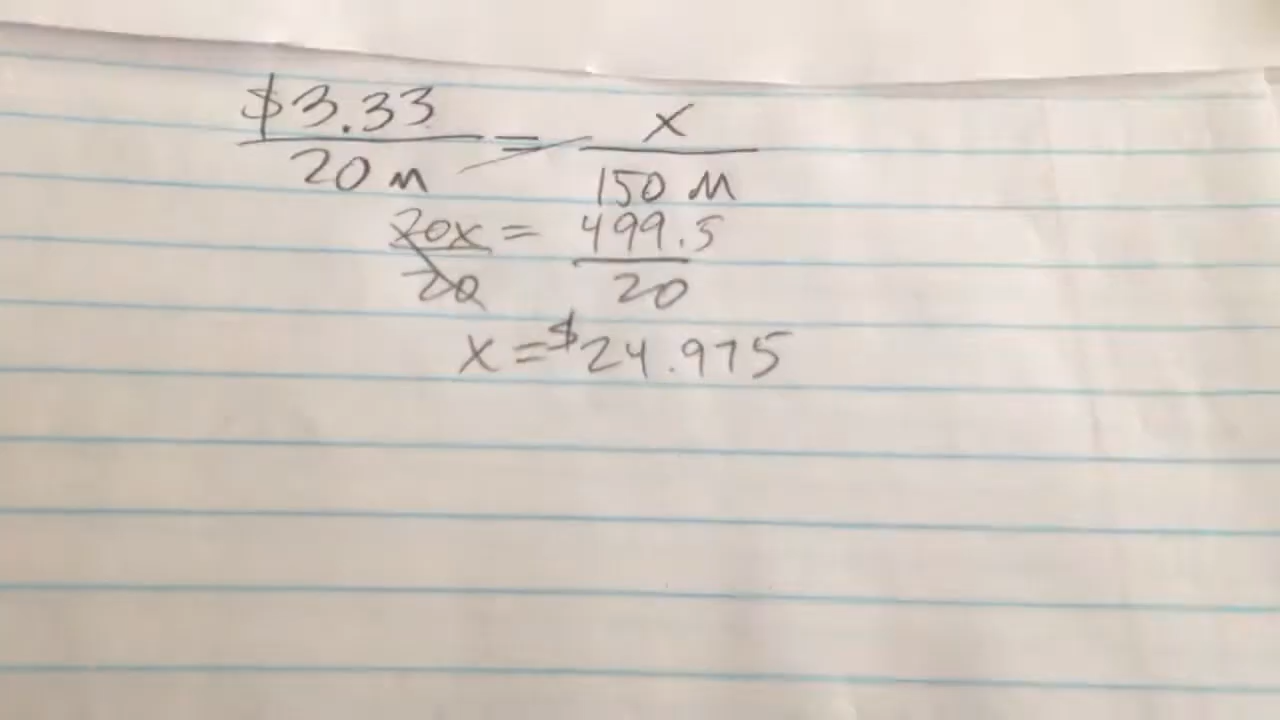 $3.33 = x
20 m 150 m
20x = 499.5
20 20
x = $24.975